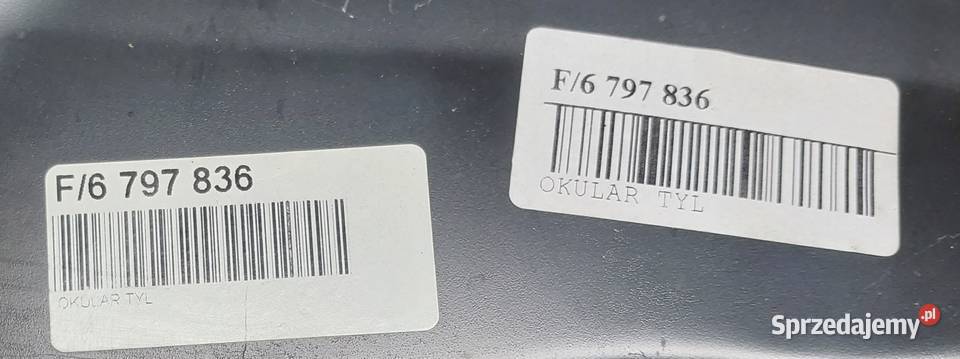 F/6 797 836
OKULAR TYL
F/6 797 836
OKULAR TYL
Sprzedajemy.pl